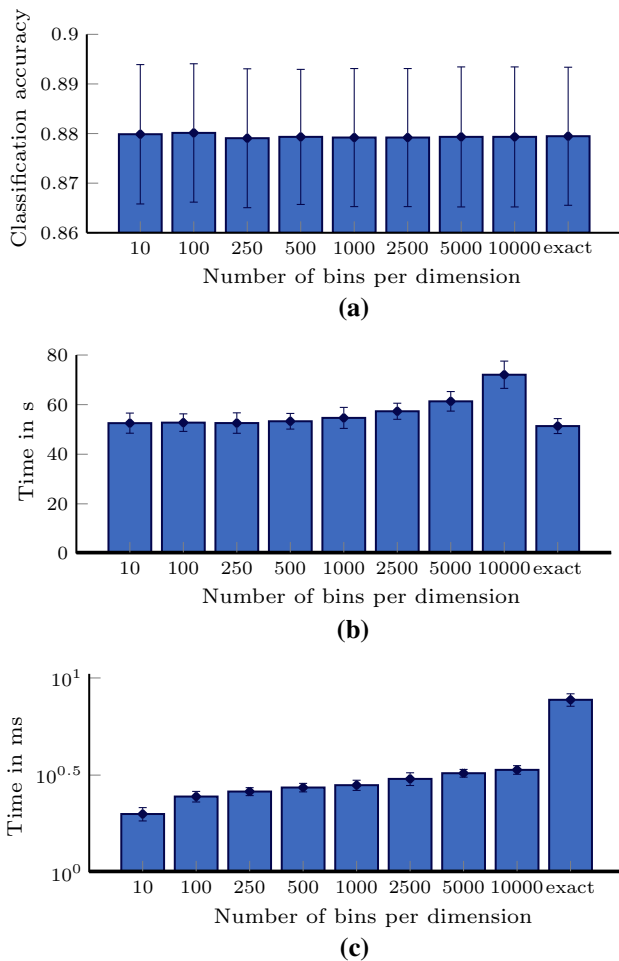 0.9
0.89
0.88
0.87
0.86
Classification accuracy
10 100 250 500 1000 2500 5000 10000 exact
Number of bins per dimension
(a)
80
60
40
20
0
Time in s
10 100 250 500 1000 2500 5000 10000 exact
Number of bins per dimension
(b)
10^1
10^0.5
10^0
Time in ms
10 100 250 500 1000 2500 5000 10000 exact
Number of bins per dimension
(c)